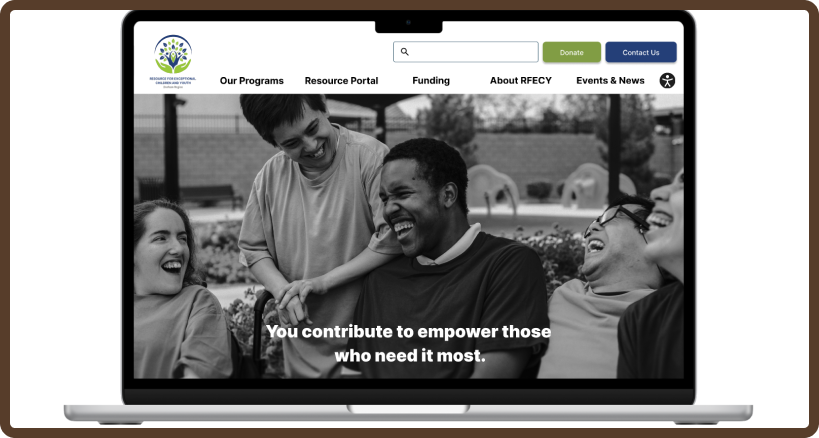 RESOURCE FOR EXCEPTIONAL
CHILDREN AND YOUTH
Donate
Contact Us
Our Programs
Resource Portal
Funding
About RFECY
Events & News
You contribute to empower those
who need it most.